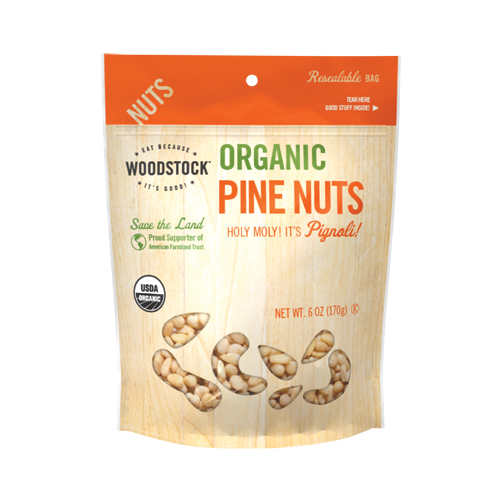 Resealable BAG
NUTS
TEAR HERE
GOOD STUFF INSIDE!
EAT BECAUSE
WOODSTOCK
IT'S GOOD!
ORGANIC
PINE NUTS
HOLY MOLY! IT'S Pignoli!
Save the Land
Proud Supporter of
American Farmland Trust
USDA
ORGANIC
NET WT. 6 OZ (170g)